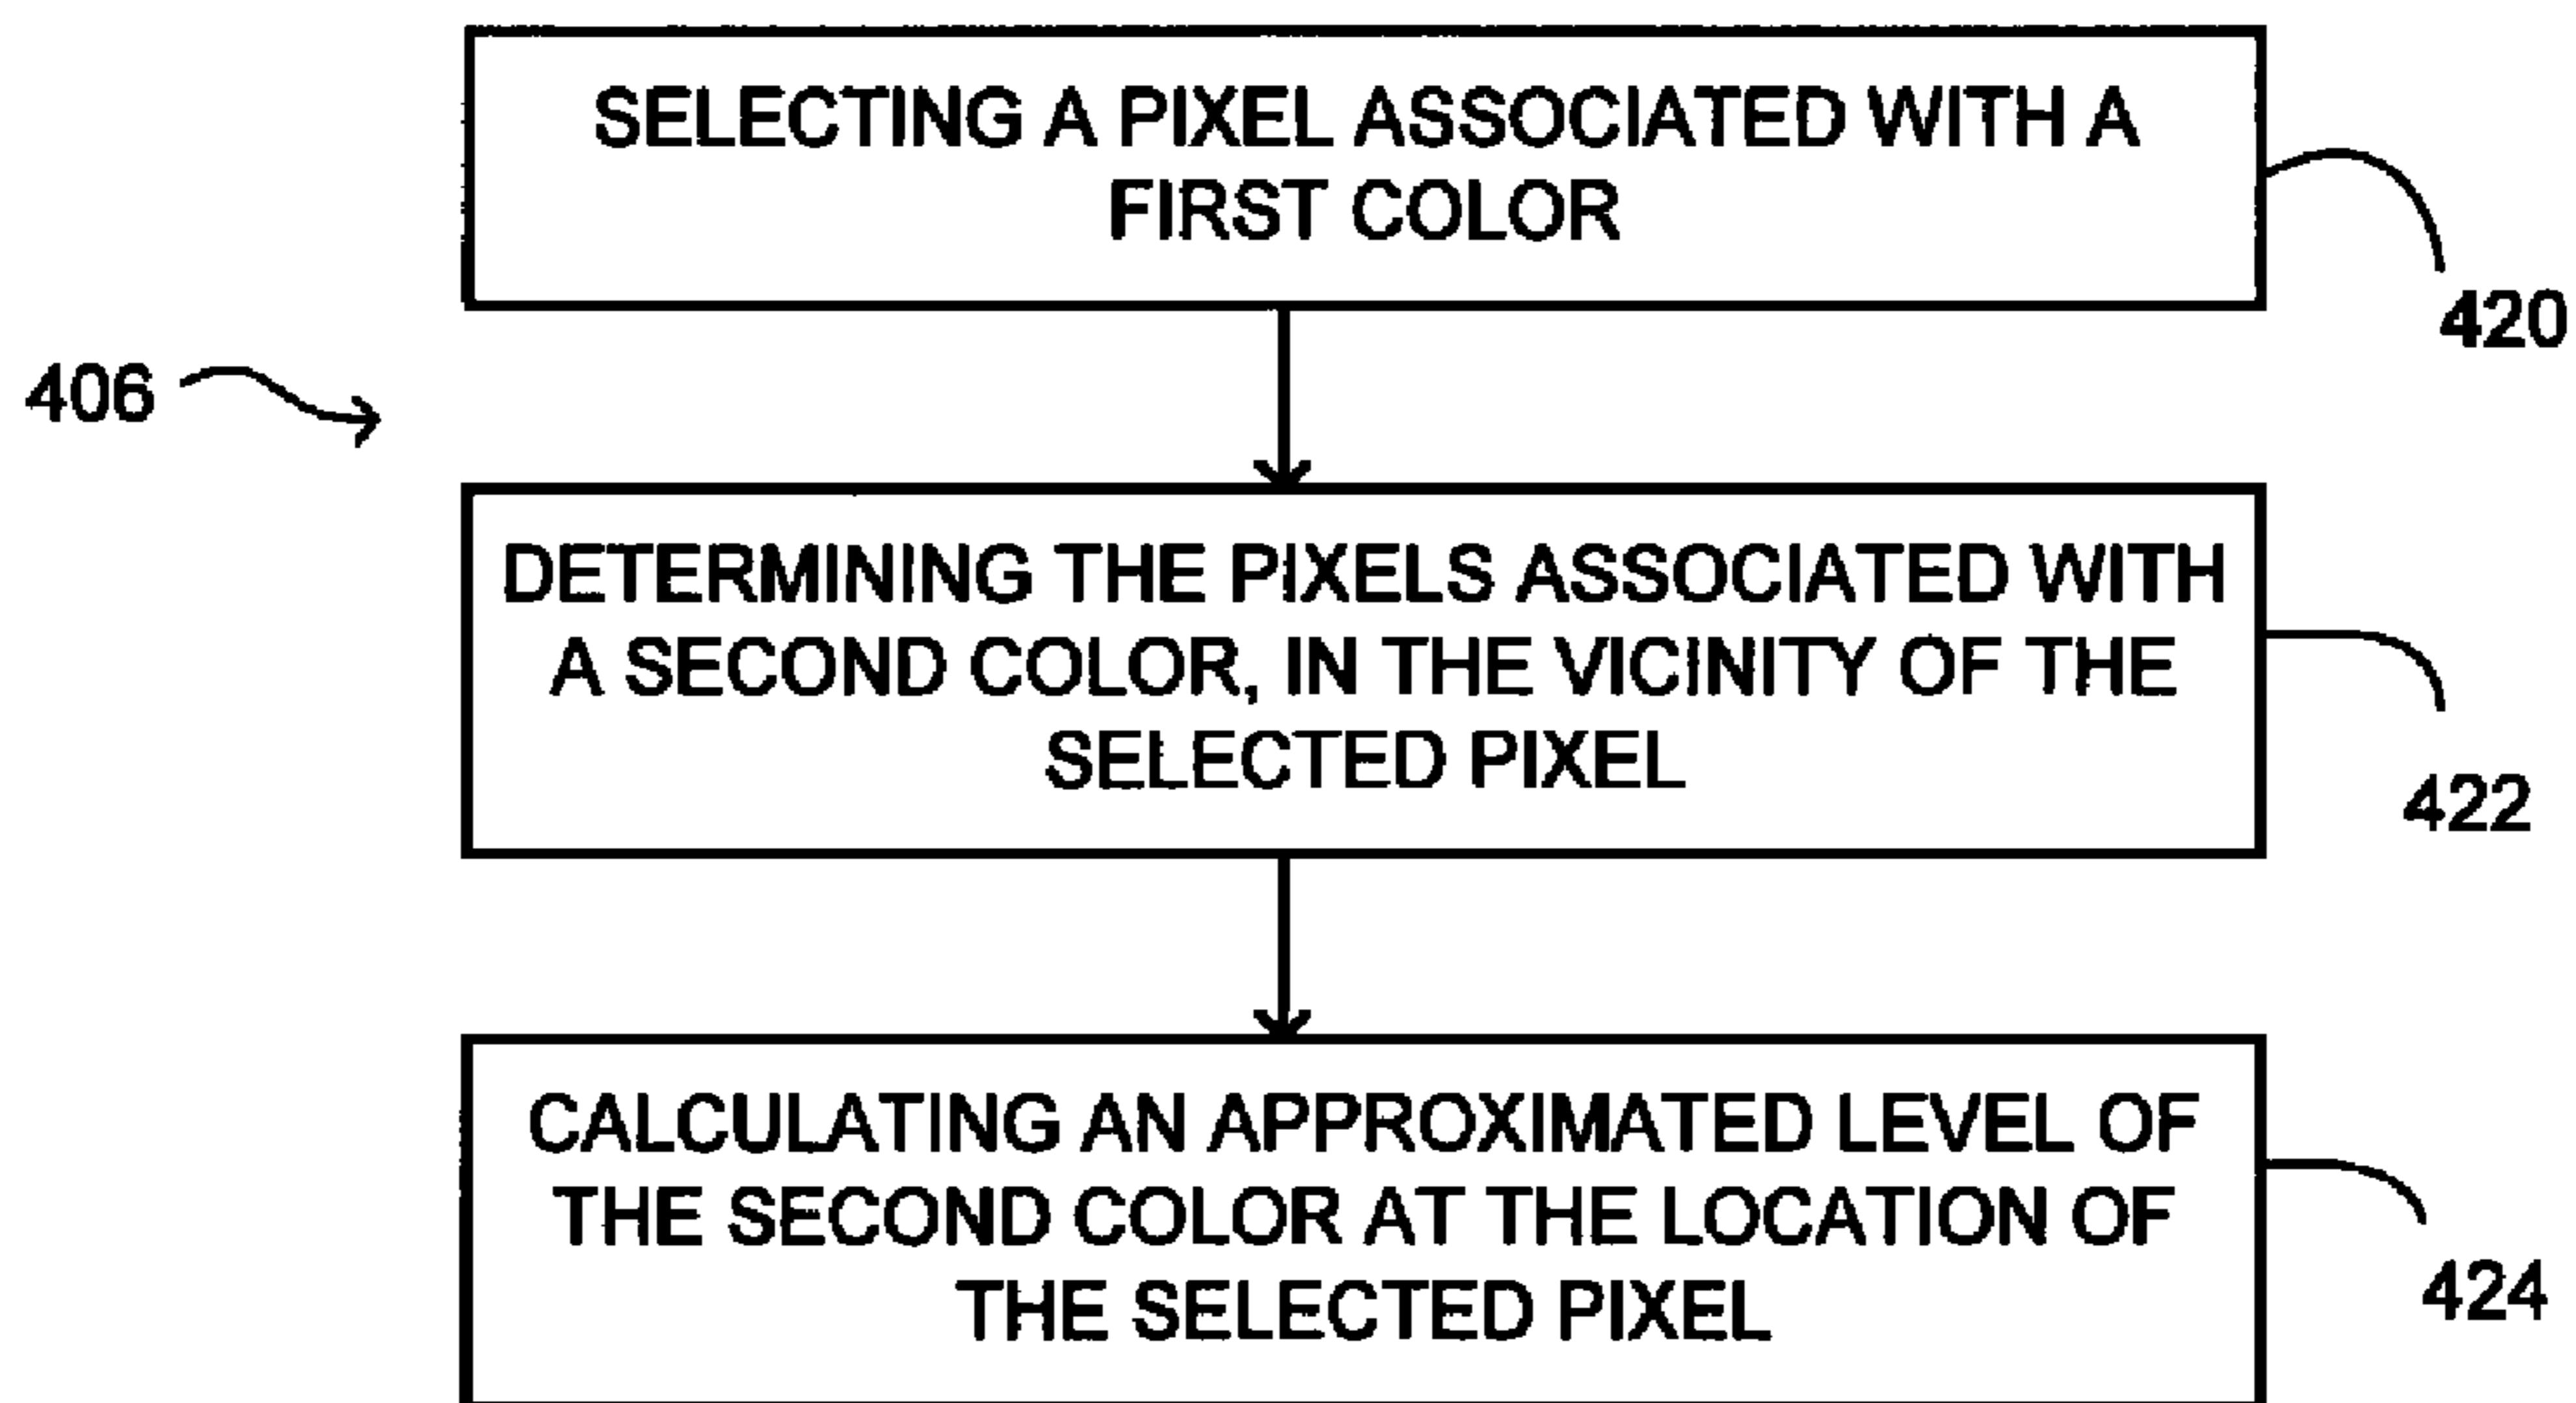 SELECTING A PIXEL ASSOCIATED WITH A
FIRST COLOR
420
406
DETERMINING THE PIXELS ASSOCIATED WITH
A SECOND COLOR, IN THE VICINITY OF THE
SELECTED PIXEL
422
CALCULATING AN APPROXIMATED LEVEL OF
THE SECOND COLOR AT THE LOCATION OF
THE SELECTED PIXEL
424